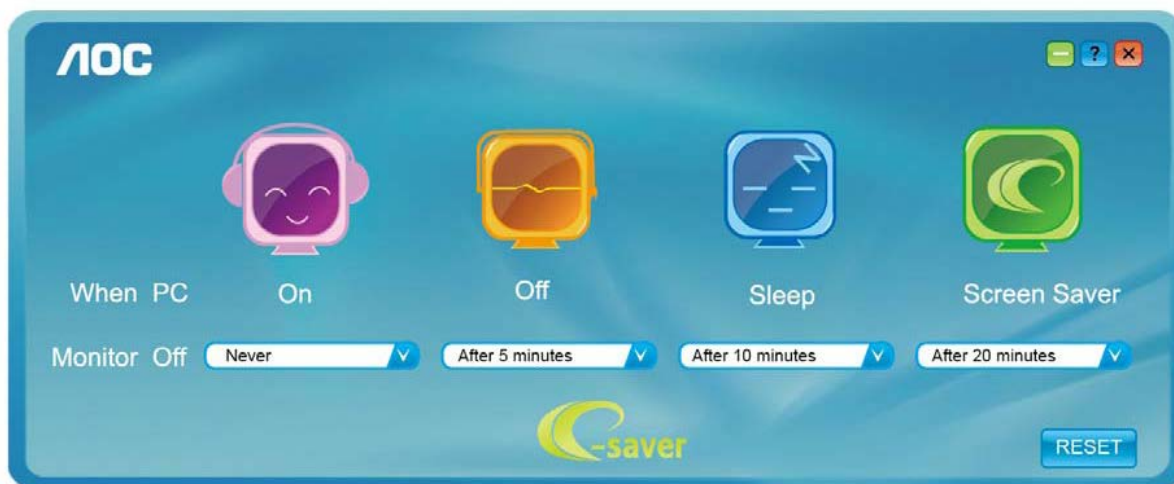 AOC
?
When PC On Off Sleep Screen Saver
Monitor Off Never After 5 minutes After 10 minutes After 20 minutes
e-saver
RESET